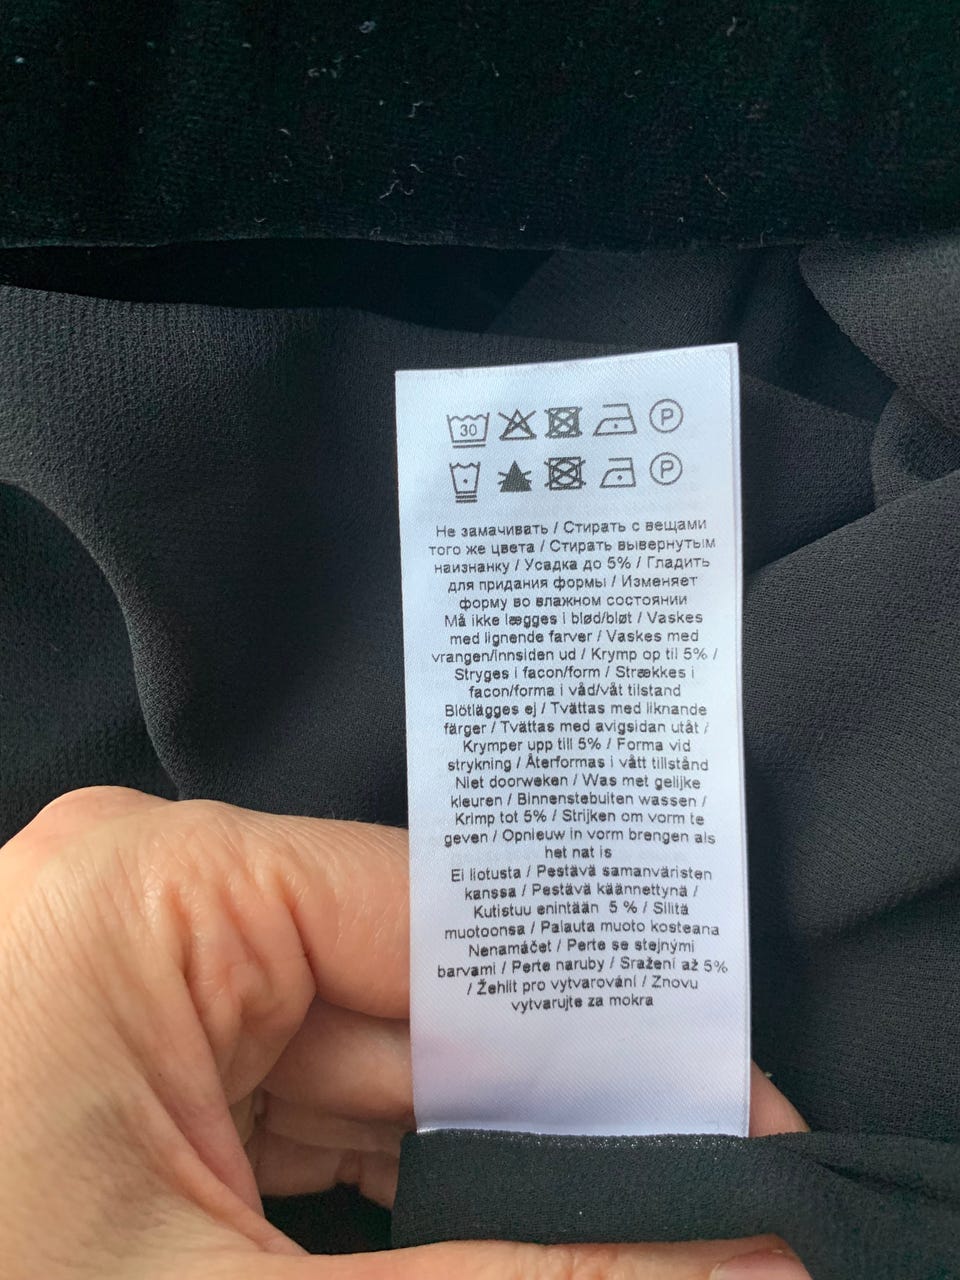 30 P
P
Не замачивать / Стирать с вещами
того же цвета / Стирать вывернутым
наизнанку / Усадка до 5% / Гладить
для придания формы / Изменяет
форму во влажном состоянии
Må ikke lægges i blød/bløt / Vaskes
med lignende farver / Vaskes med
vrangen/innsiden ud / Krymp op til 5% /
Stryges i facon/form / Strækkes i
facon/forma i våd/våt tilstand
Blötlägges ej / Tvättas med liknande
färger / Tvättas med avigsidan utåt /
Krymper upp till 5% / Forma vid
strykning / Återformas i vått tillstånd
Niet doorweken / Was met gelijke
kleuren / Binnenstebuiten wassen /
Krimp tot 5% / Strijken om vorm te
geven / Opnieuw in vorm brengen als
het nat is
Ei liotusta / Pestävä samanväristen
kanssa / Pestävä käännettynä /
Kutistuu enintään 5 % / Silitä
muotoonsa / Palauta muoto kosteana
Nenamáčet / Perte se stejnými
barvami / Perte naruby / Sražení až 5%
/ Žehlit pro vytvarování / Znovu
vytvarujte za mokra